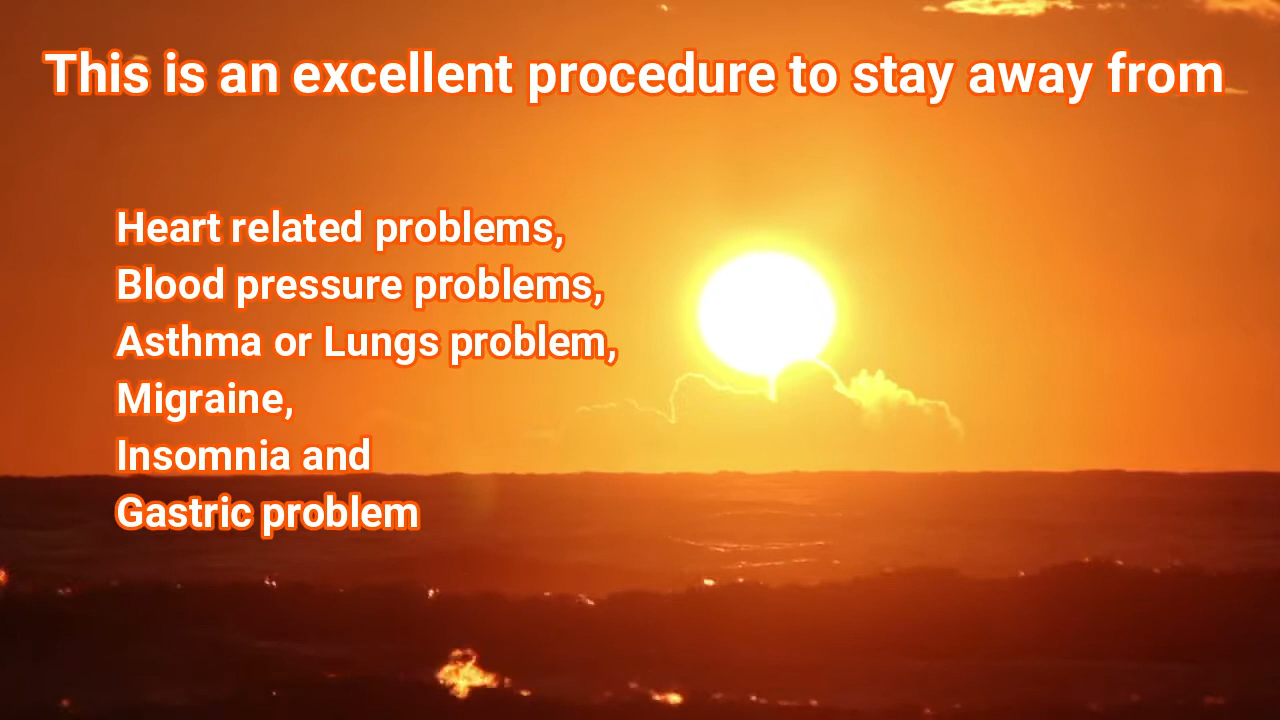 This is an excellent procedure to stay away from
Heart related problems,
Blood pressure problems,
Asthma or Lungs problem,
Migraine,
Insomnia and
Gastric problem